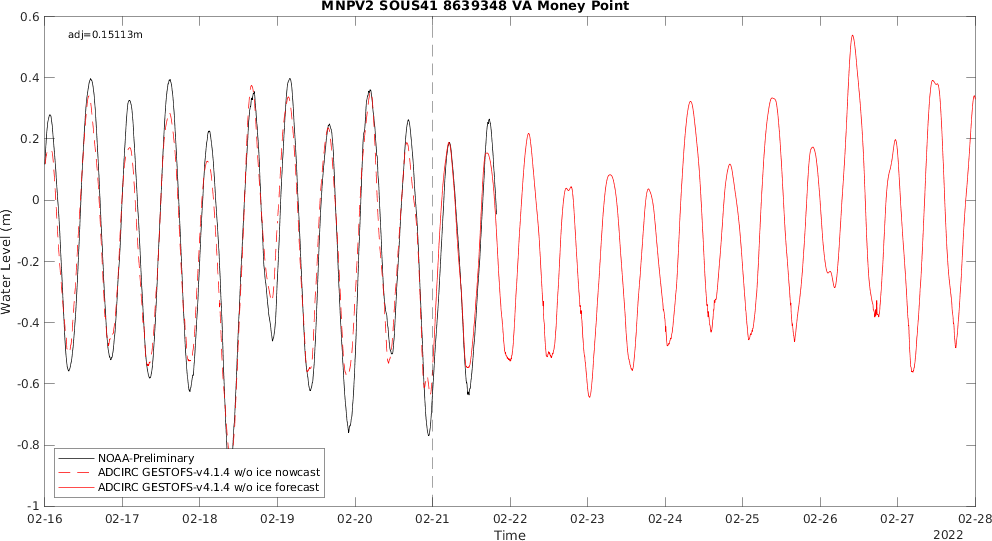 MNPV2 SOUS41 8639348 VA Money Point
adj=0.15113m
0.6
0.4
0.2
0
-0.2
-0.4
-0.6
-0.8
-1
Water Level (m)
NOAA-Preliminary
ADCIRC GESTOFS-v4.1.4 w/o ice nowcast
ADCIRC GESTOFS-v4.1.4 w/o ice forecast
02-16 02-17 02-18 02-19 02-20 02-21 02-22 02-23 02-24 02-25 02-26 02-27 02-28
Time
2022